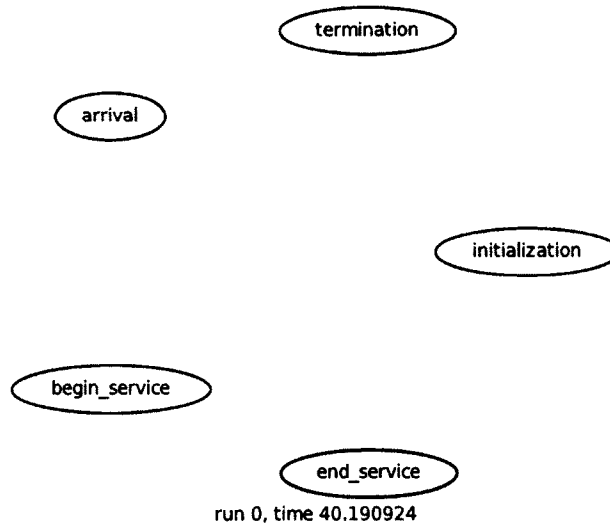 termination
arrival
initialization
begin_service
end_service
run 0, time 40.190924